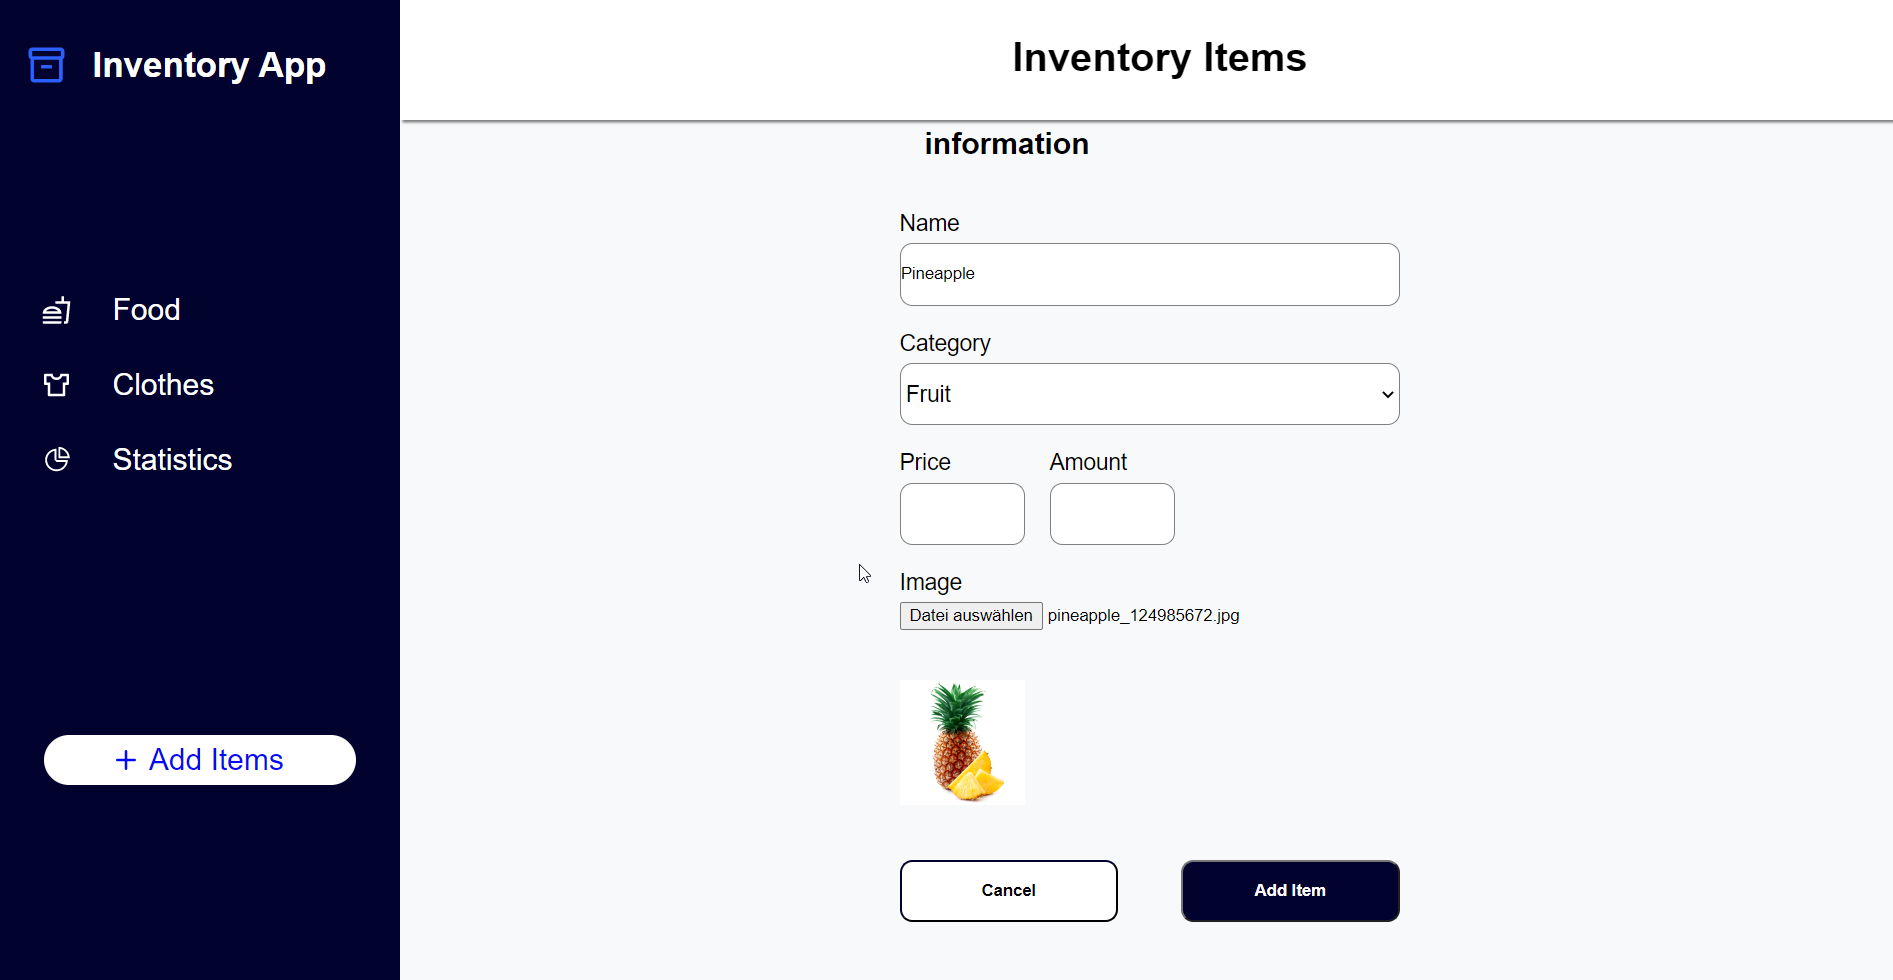 Inventory App
Food
Clothes
Statistics
+ Add Items
Inventory Items
information
Name
Pineapple
Category
Fruit
Price Amount
Image
Datei auswählen pineapple_124985672.jpg
Cancel Add Item